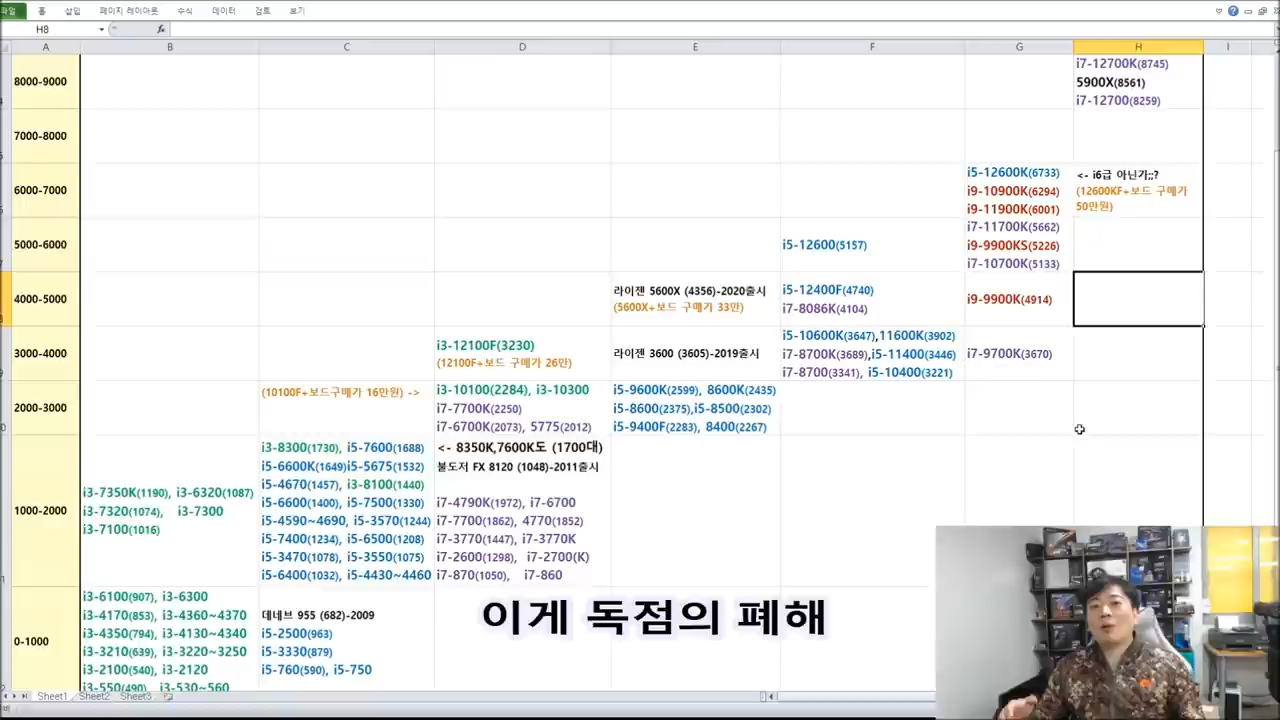 파일 홈 삽입 페이지 레이아웃 수식 데이터 검토 보기
H8 fx
A B C D E F G H I
8000-9000
i7-12700K(8745)
5900X(8561)
i7-12700(8259)
7000-8000
6000-7000
i5-12600K(6733)
i9-10900K(6294)
i9-11900K(6001)
<- i6급 아닌가;;?
(12600KF+보드 구매가
50만원)
5000-6000
i5-12600(5157)
i7-11700K(5662)
i9-9900KS(5226)
i7-10700K(5133)
4000-5000
라이젠 5600X (4356)-2020출시
(5600X+보드 구매가 33만)
i5-12400F(4740)
i7-8086K(4104)
i9-9900K(4914)
3000-4000
i3-12100F(3230)
(12100F+보드 구매가 26만)
라이젠 3600 (3605)-2019출시
i5-10600K(3647),11600K(3902)
i7-8700K(3689),i5-11400(3446)
i7-8700(3341), i5-10400(3221)
i7-9700K(3670)
2000-3000
(10100F+보드구매가 16만원) ->
i3-10100(2284), i3-10300
i7-7700K(2250)
i7-6700K(2073), 5775(2012)
i5-9600K(2599), 8600K(2435)
i5-8600(2375),i5-8500(2302)
i5-9400F(2283), 8400(2267)
1000-2000
i3-7350K(1190), i3-6320(1087)
i3-7320(1074), i3-7300
i3-7100(1016)
i3-8300(1730), i5-7600(1688)
i5-6600K(1649)i5-5675(1532)
i5-4670(1457), i3-8100(1440)
i5-6600(1400), i5-7500(1330)
i5-4590~4690, i5-3570(1244)
i5-7400(1234), i5-6500(1208)
i5-3470(1078), i5-3550(1075)
i5-6400(1032), i5-4430~4460
<- 8350K,7600K도 (1700대)
불도저 FX 8120 (1048)-2011출시
i7-4790K(1972), i7-6700
i7-7700(1862), 4770(1852)
i7-3770(1447), i7-3770K
i7-2600(1298), i7-2700(K)
i7-870(1050), i7-860
0-1000
i3-6100(907), i3-6300
i3-4170(853), i3-4360~4370
i3-4350(794), i3-4130~4340
i3-3210(639), i3-3220~3250
i3-2100(540), i3-2120
i3-550(490), i3-530~560
데네브 955 (682)-2009
i5-2500(963)
i5-3330(879)
i5-760(590), i5-750
이게 독점의 폐해
Sheet1 Sheet2 Sheet3